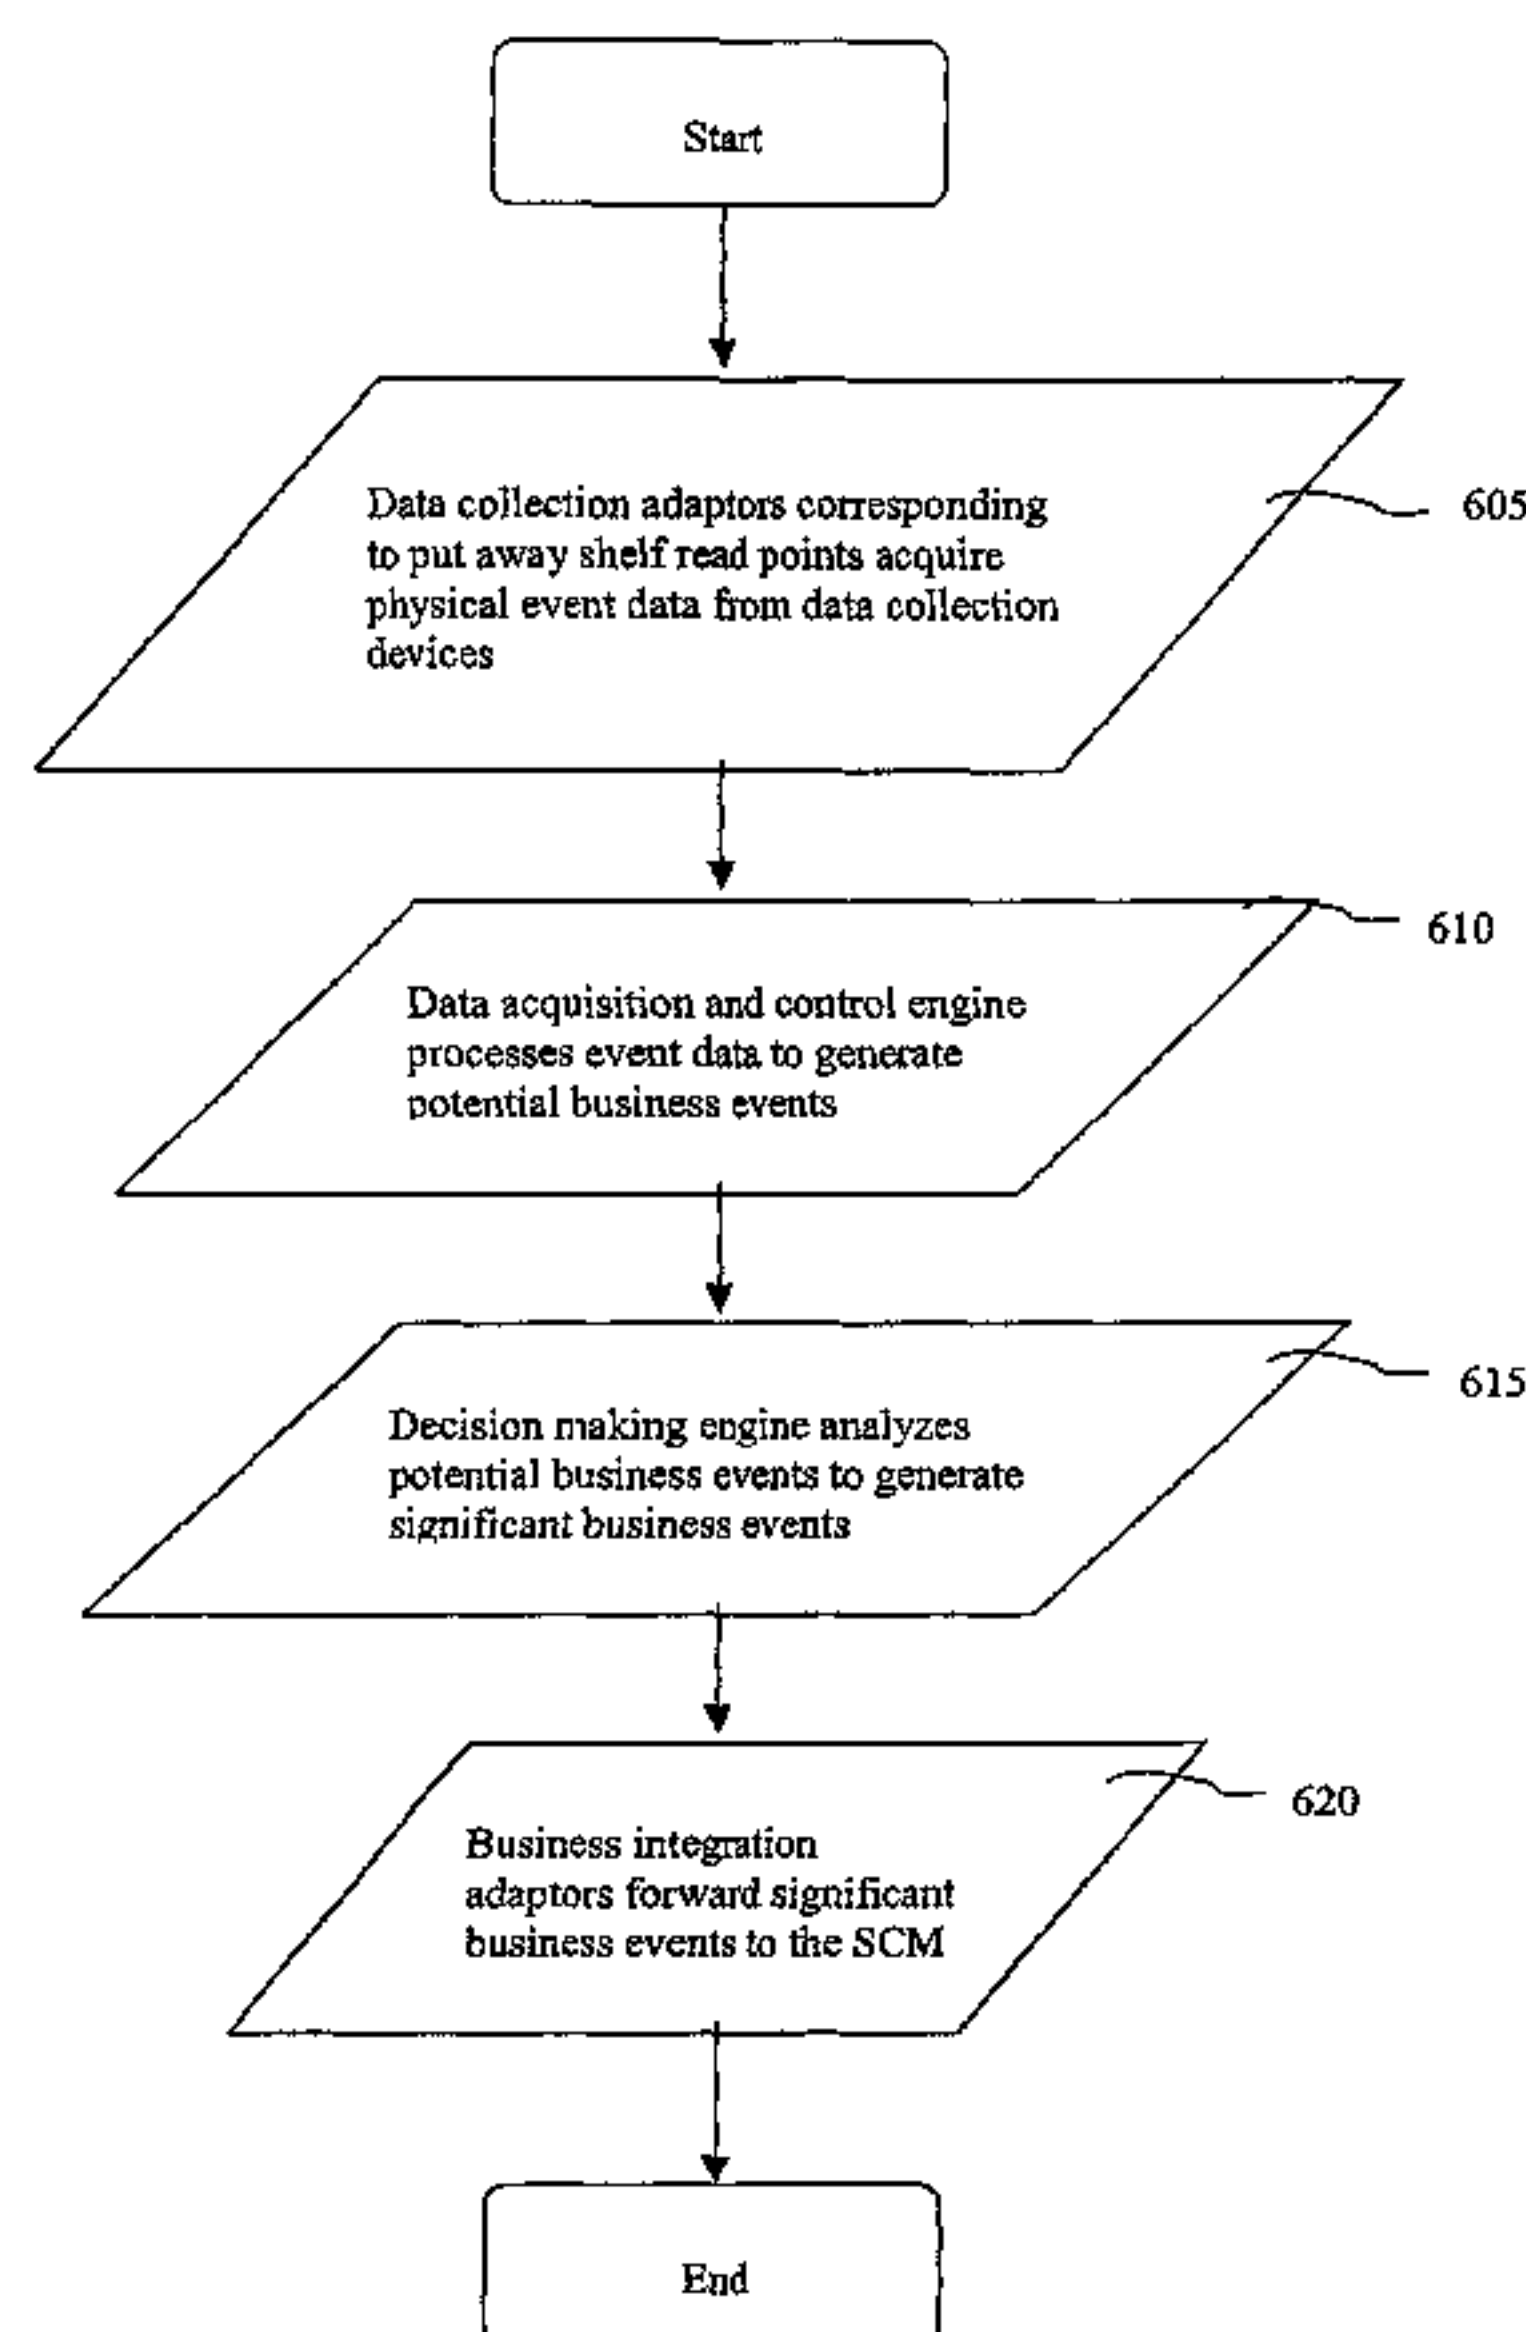 Start
Data collection adaptors corresponding
to put away shelf read points acquire
physical event data from data collection
devices
605
610
Data acquisition and control engine
processes event data to generate
potential business events
615
Decision making engine analyzes
potential business events to generate
significant business events
620
Business integration
adaptors forward significant
business events to the SCM
End